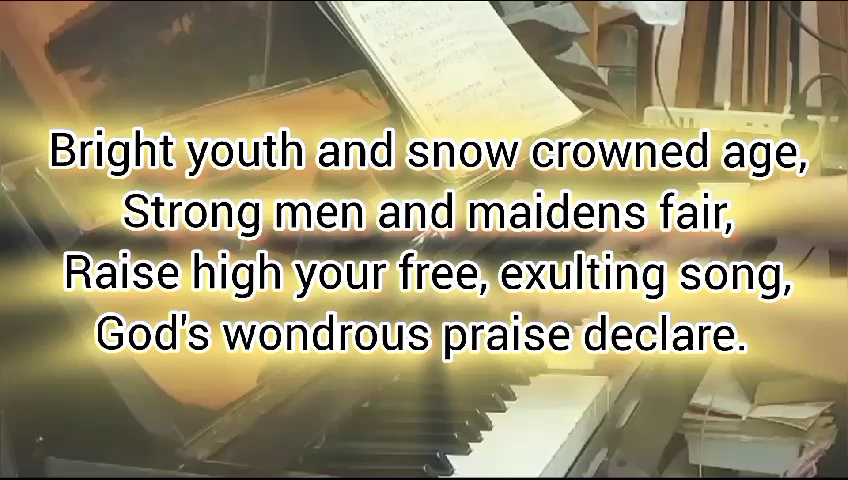 Bright youth and snow crowned age,
Strong men and maidens fair,
Raise high your free, exulting song,
God's wondrous praise declare.